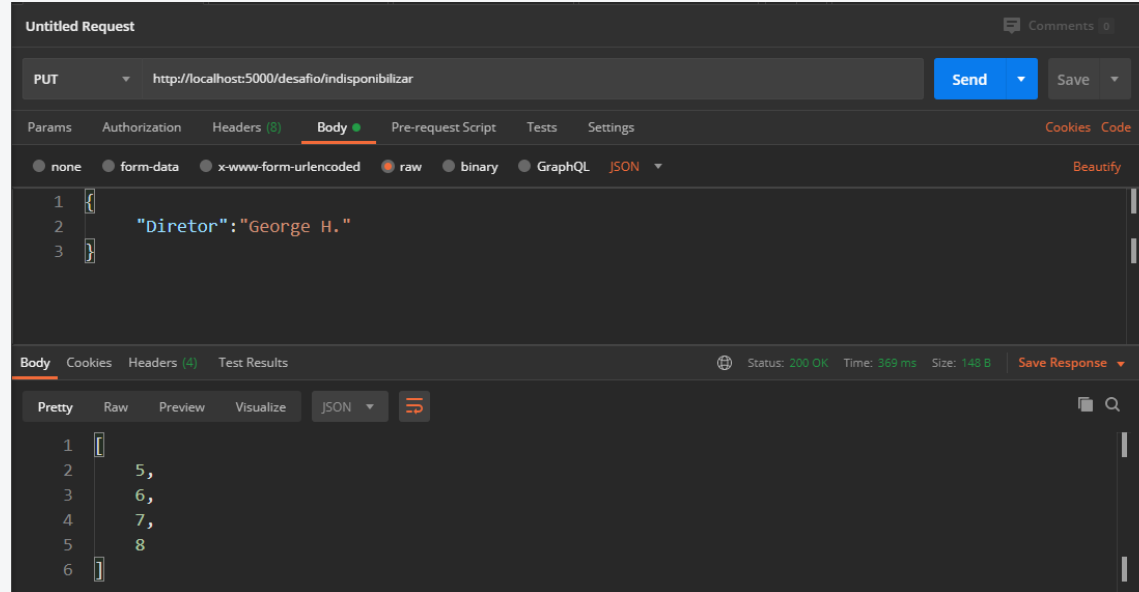 Untitled Request Comments 0
PUT http://localhost:5000/desafio/indisponibilizar Send Save
Params Authorization Headers (8) Body Pre-request Script Tests Settings Cookies Code
none form-data x-www-form-urlencoded raw binary GraphQL JSON Beautify
1 {
2 "Diretor":"George H."
3 }
Body Cookies Headers (4) Test Results Status: 200 OK Time: 369 ms Size: 148 B Save Response
Pretty Raw Preview Visualize JSON
1 [
2 5,
3 6,
4 7,
5 8
6 ]